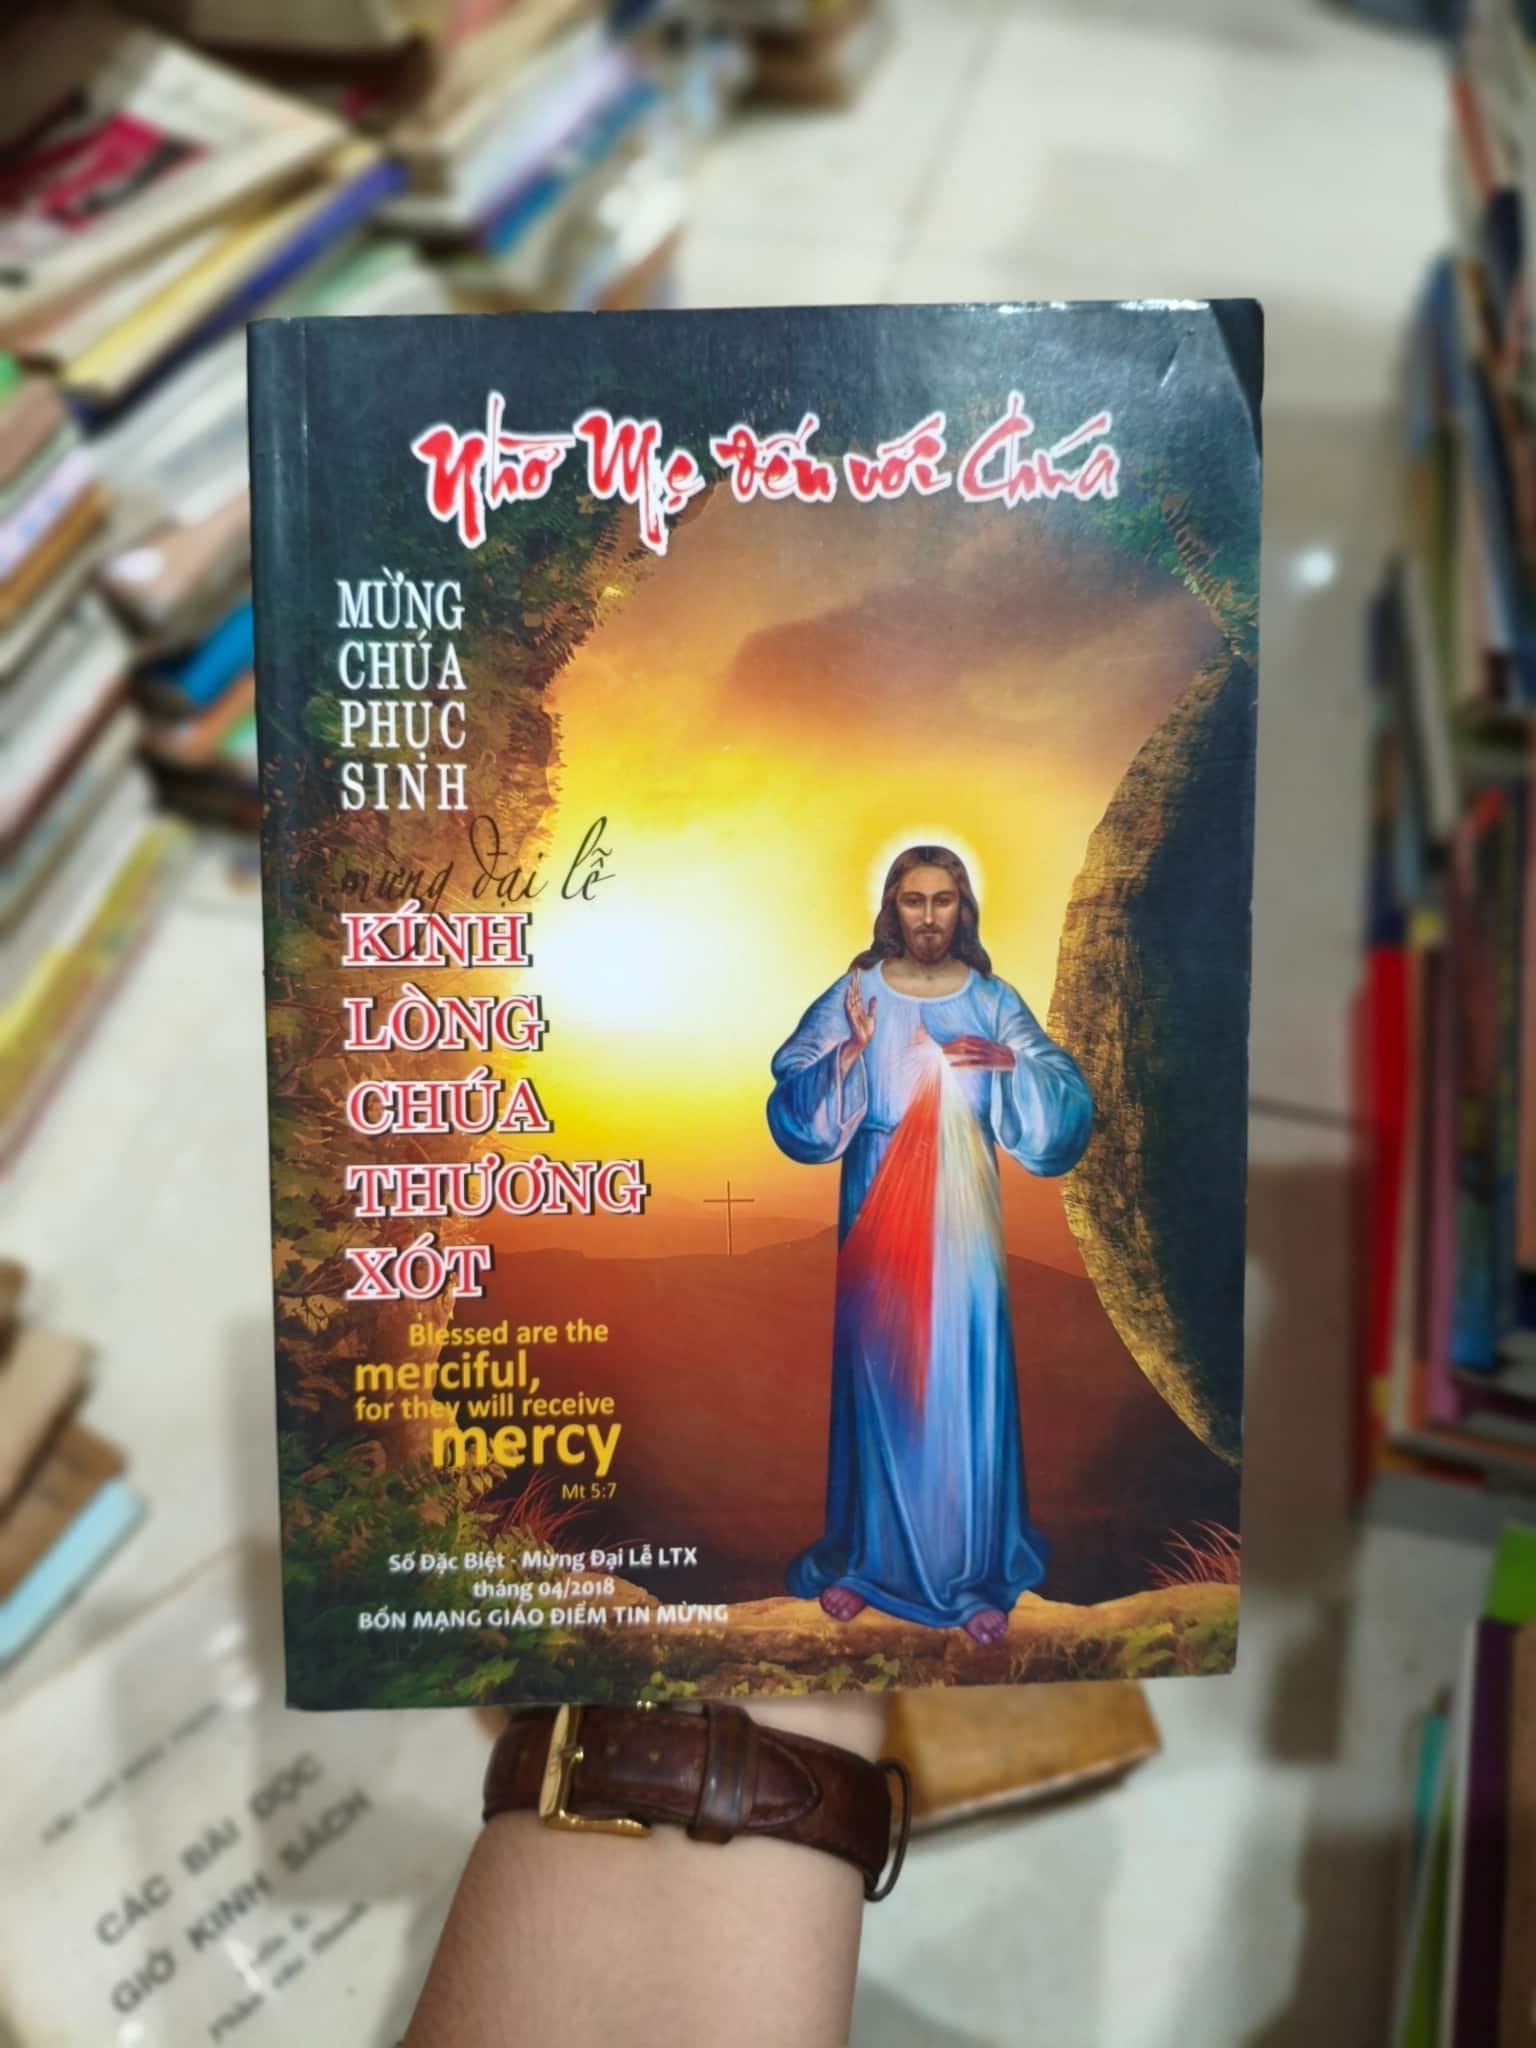 Nhờ Mẹ đến với Chúa
MỪNG
CHÚA
PHỤC
SINH
mừng đại lễ
KÍNH
LÒNG
CHÚA
THƯƠNG
XÓT
Blessed are the
merciful,
for they will receive
mercy
Mt 5:7
Số Đặc Biệt - Mừng Đại Lễ LTX
tháng 04/2018
BỔN MẠNG GIÁO ĐIỂM TIN MỪNG
CÁC BÀI ĐỌC
GIỜ KINH SÁCH